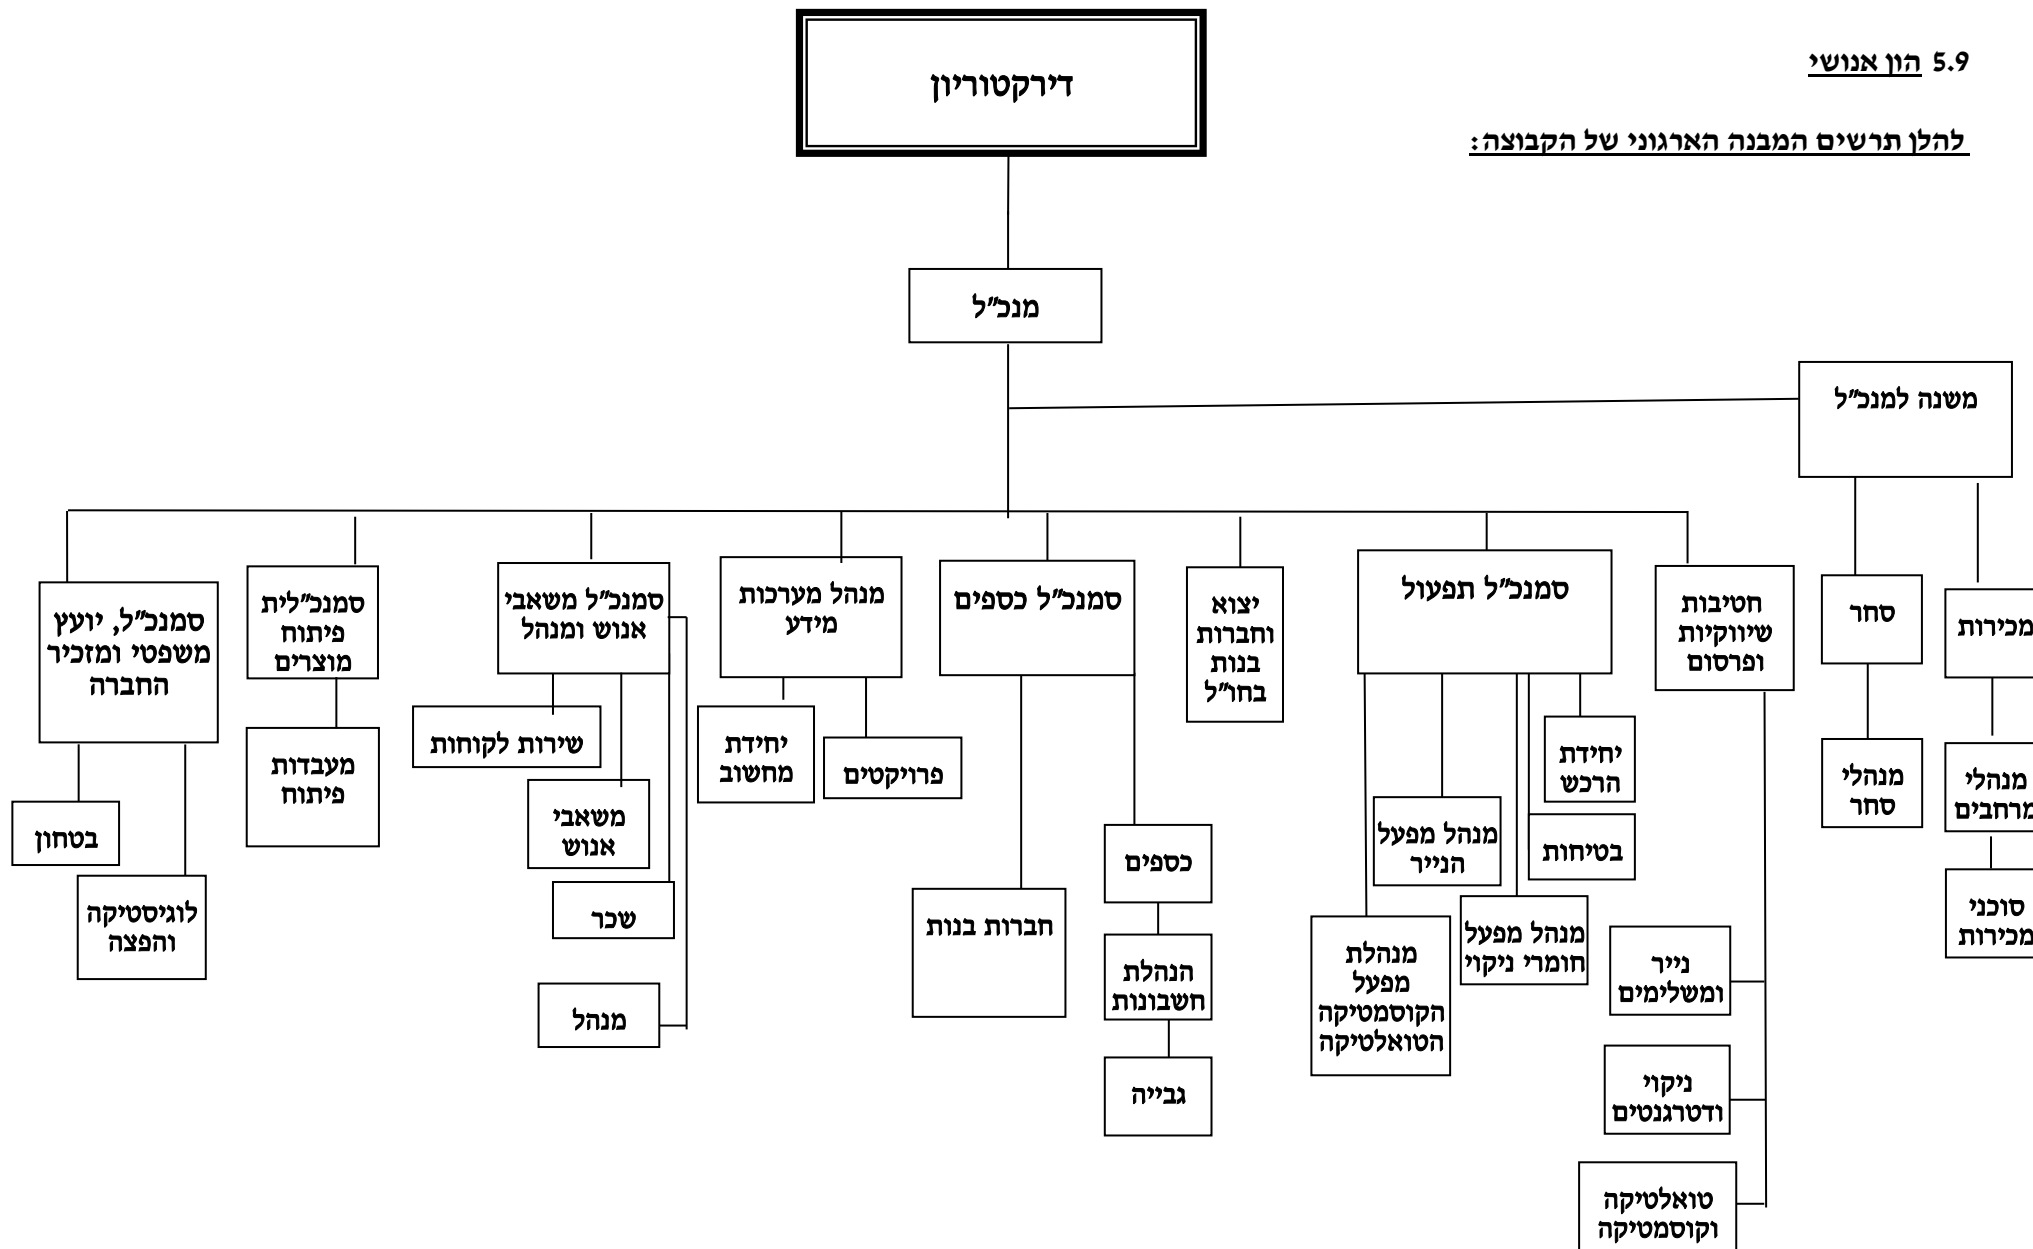 5.9 הון אנושי
להלן תרשים המבנה הארגוני של הקבוצה:
דירקטוריון
מנכ"ל
משנה למנכ"ל
מכירות
מנהלי
מרחבים
סוכני
מכירות
סחר
מנהלי
סחר
חטיבות
שיווקיות
ופרסום
נייר
ומשלימים
ניקוי
ודטרגנטים
טואלטיקה
וקוסמטיקה
סמנכ"ל תפעול
יחידת
הרכש
בטיחות
מנהל מפעל
חומרי ניקוי
מנהל מפעל
הנייר
מנהלת
מפעל
הקוסמטיקה
הטואלטיקה
יצוא
וחברות
בנות
בחו"ל
סמנכ"ל כספים
כספים
הנהלת
חשבונות
גבייה
חברות בנות
מנהל מערכות
מידע
פרויקטים
יחידת
מחשוב
סמנכ"ל משאבי
אנוש ומנהל
שירות לקוחות
משאבי
אנוש
שכר
מנהל
סמנכ"לית
פיתוח
מוצרים
מעבדות
פיתוח
סמנכ"ל, יועץ
משפטי ומזכיר
החברה
לוגיסטיקה
והפצה
בטחון